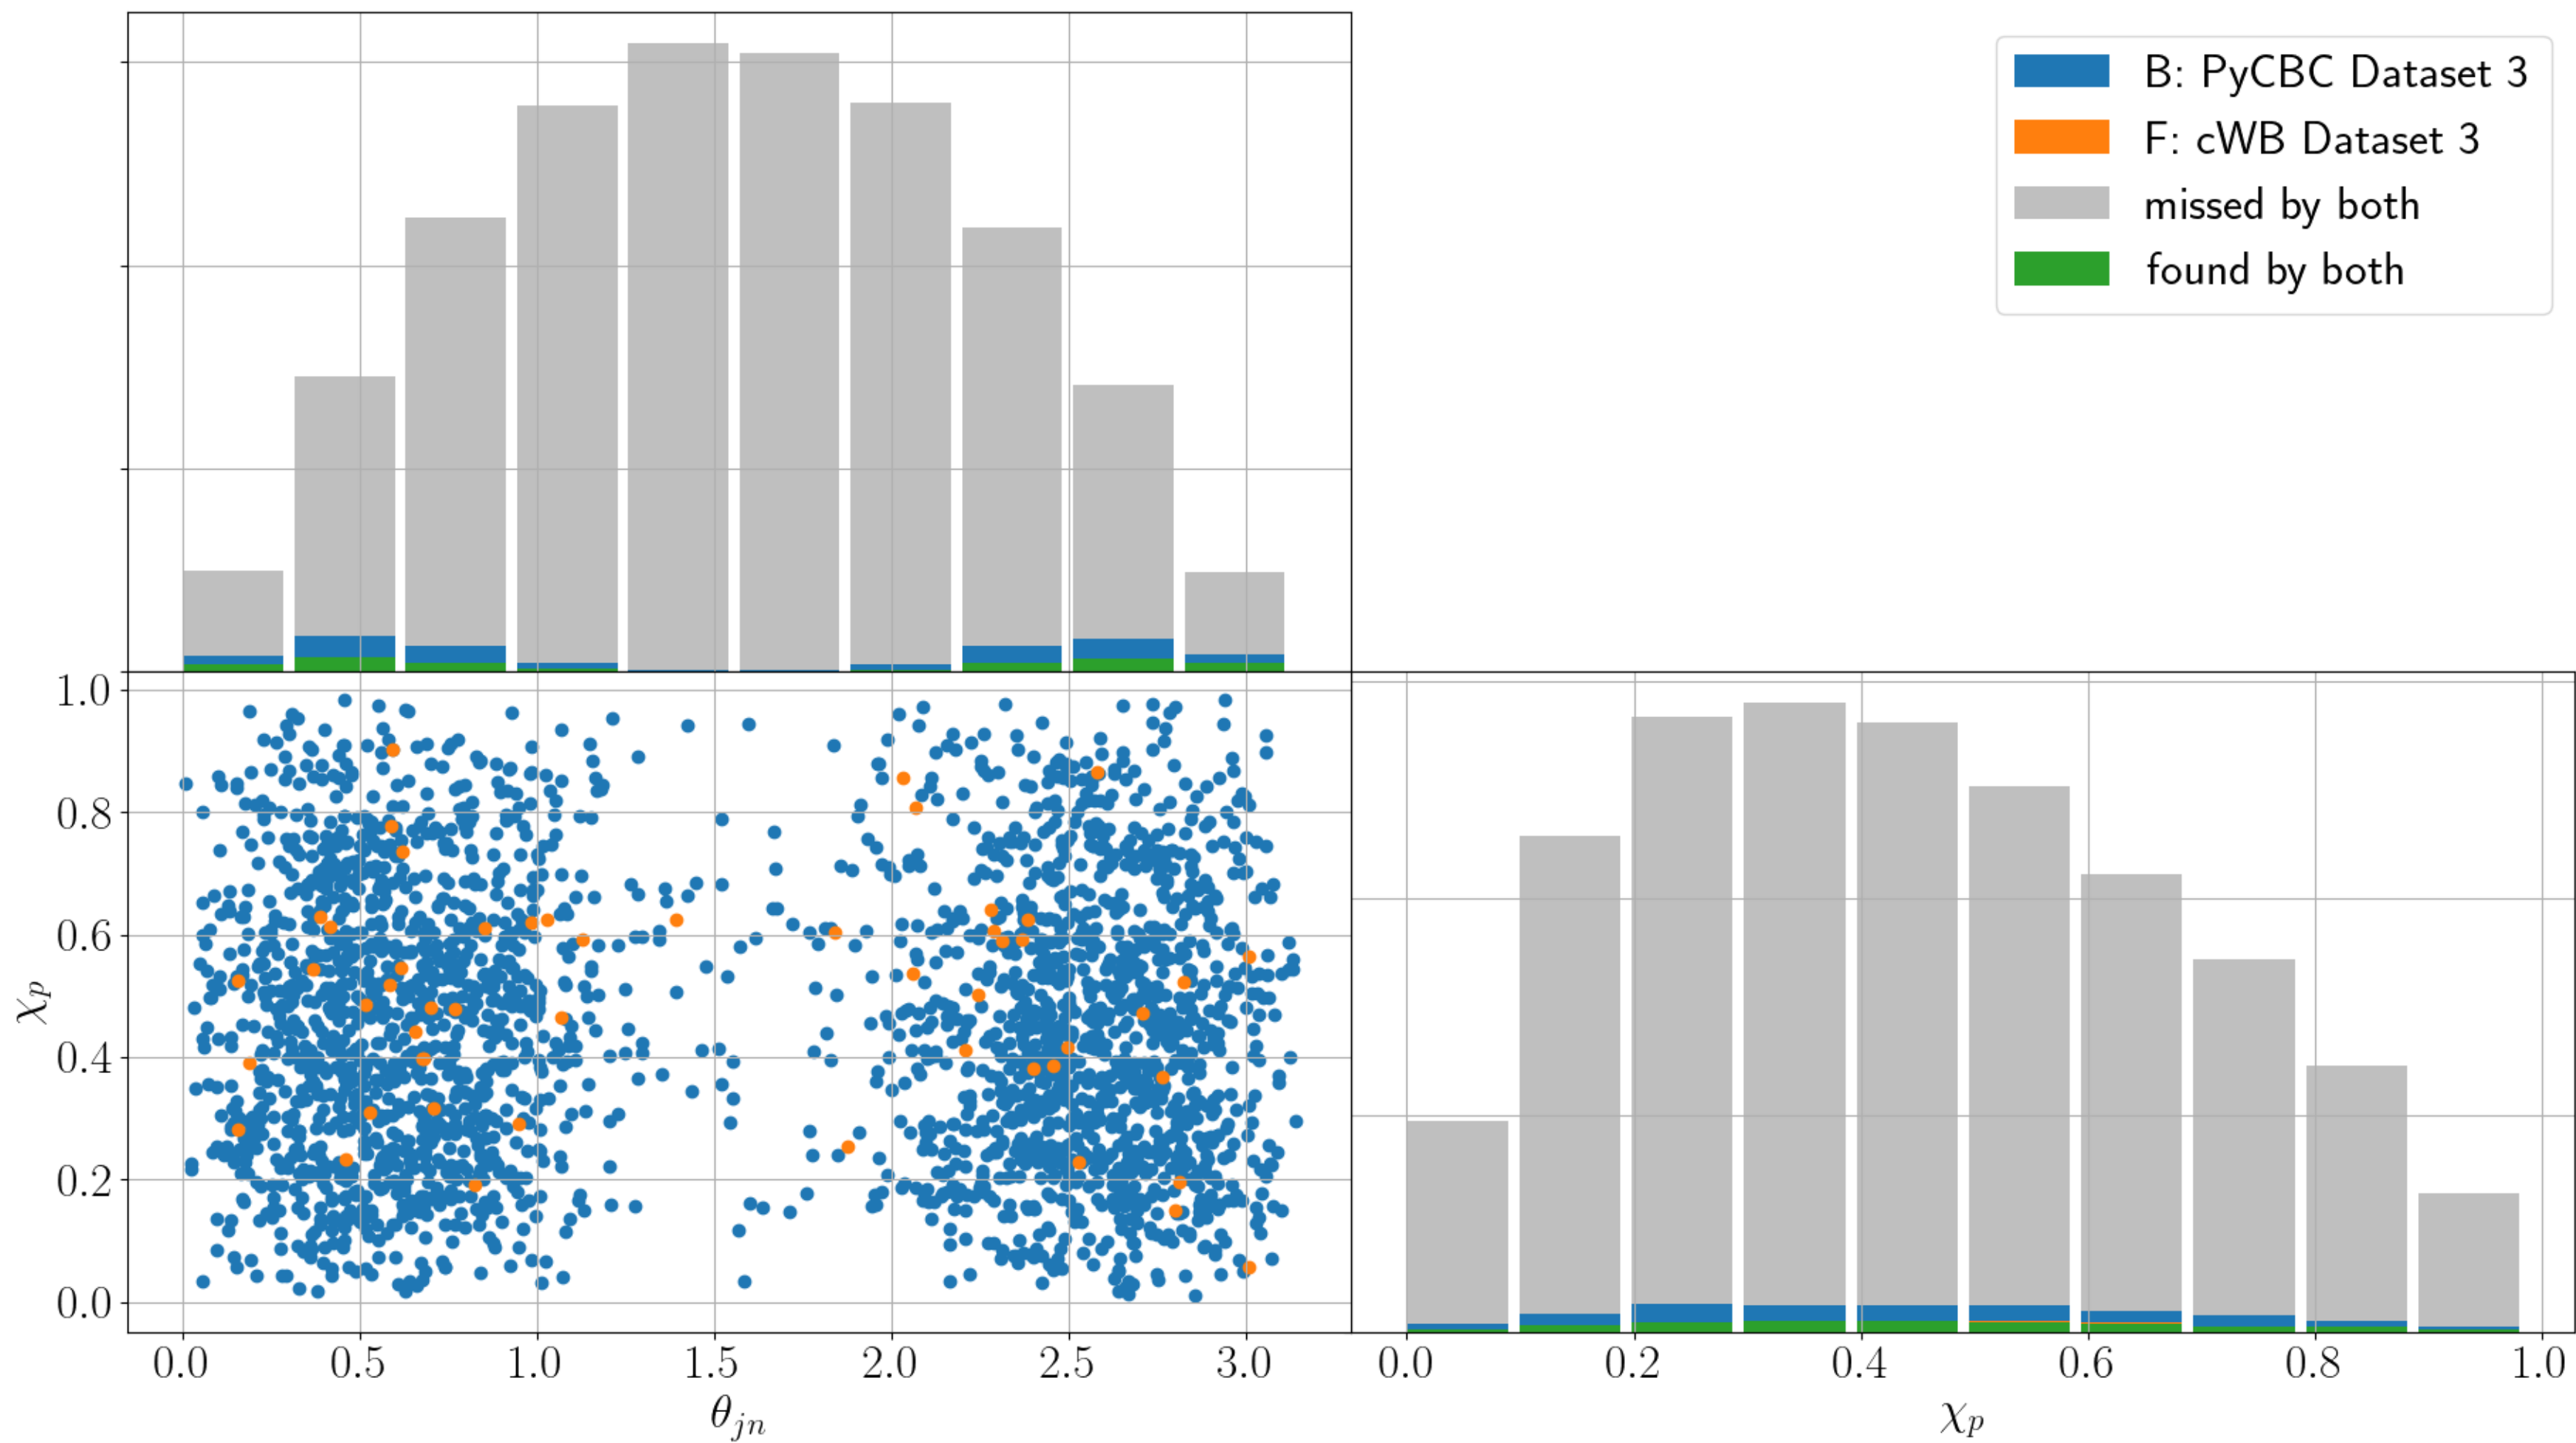 B: PyCBC Dataset 3
F: cWB Dataset 3
missed by both
found by both
1.0
0.8
0.6
0.4
0.2
0.0
χp
0.0 0.5 1.0 1.5 2.0 2.5 3.0
θjn
0.0 0.2 0.4 0.6 0.8 1.0
χp